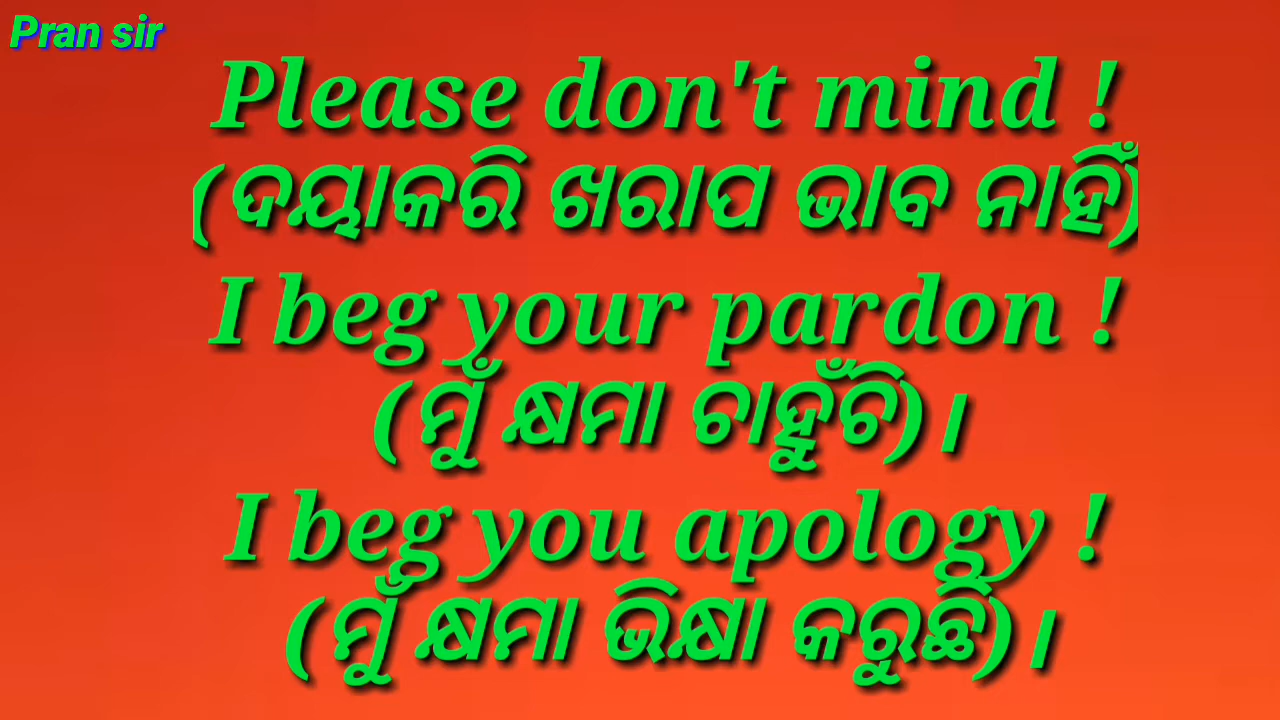 Pran sir
Please don't mind !
(ଦୟାକରି ଖରାପ ଭାବ ନାହିଁ)
I beg your pardon !
(ମୁଁ କ୍ଷମା ଚାହୁଁଚି)।
I beg you apology !
(ମୁଁ କ୍ଷମା ଭିକ୍ଷା କରୁଛି)।